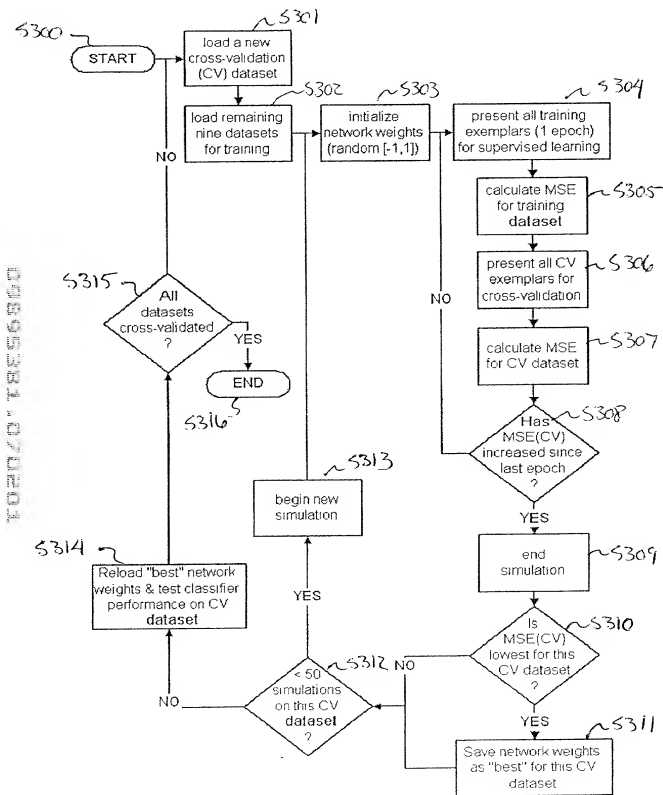 S300
START
S301
load a new
cross-validation
(CV) dataset
S302
load remaining
nine datasets
for training
S303
initialize
network weights
(random [-1,1])
S304
present all training
exemplars (1 epoch)
for supervised learning
calculate MSE
for training
dataset
S305
present all CV
exemplars for
cross-validation
S306
calculate MSE
for CV dataset
S307
S308
Has
MSE(CV)
increased since
last epoch
?
NO
YES
end
simulation
S309
Is
MSE(CV)
lowest for this
CV dataset
?
S310
NO
YES
S311
Save network weights
as "best" for this CV
dataset
S312
< 50
simulations
on this CV
dataset
?
YES
NO
S313
begin new
simulation
S314
Reload "best" network
weights & test classifier
performance on CV
dataset
S315
All
datasets
cross-validated
?
NO
YES
END
S316
09895381.070201